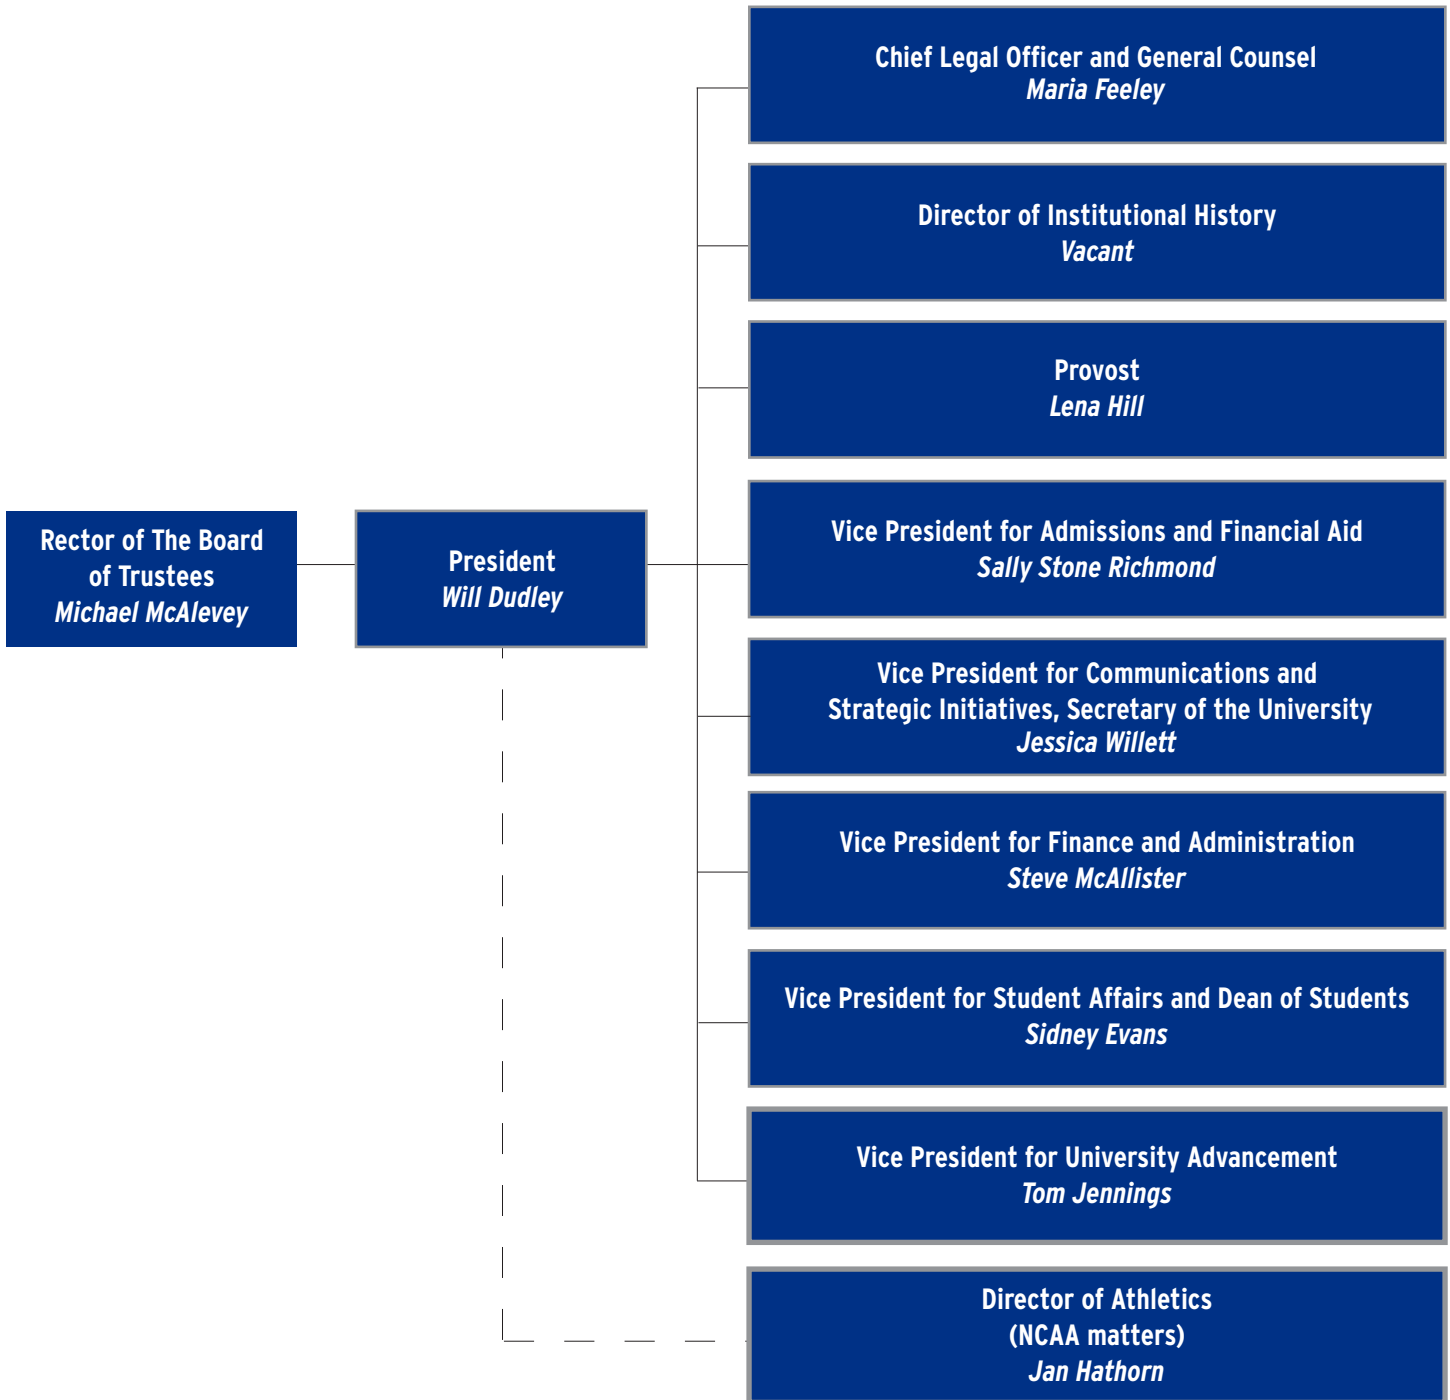 Chief Legal Officer and General Counsel
Maria Feeley
Director of Institutional History
Vacant
Provost
Lena Hill
Rector of The Board
of Trustees
Michael McAlevey
President
Will Dudley
Vice President for Admissions and Financial Aid
Sally Stone Richmond
Vice President for Communications and
Strategic Initiatives, Secretary of the University
Jessica Willett
Vice President for Finance and Administration
Steve McAllister
Vice President for Student Affairs and Dean of Students
Sidney Evans
Vice President for University Advancement
Tom Jennings
Director of Athletics
(NCAA matters)
Jan Hathorn